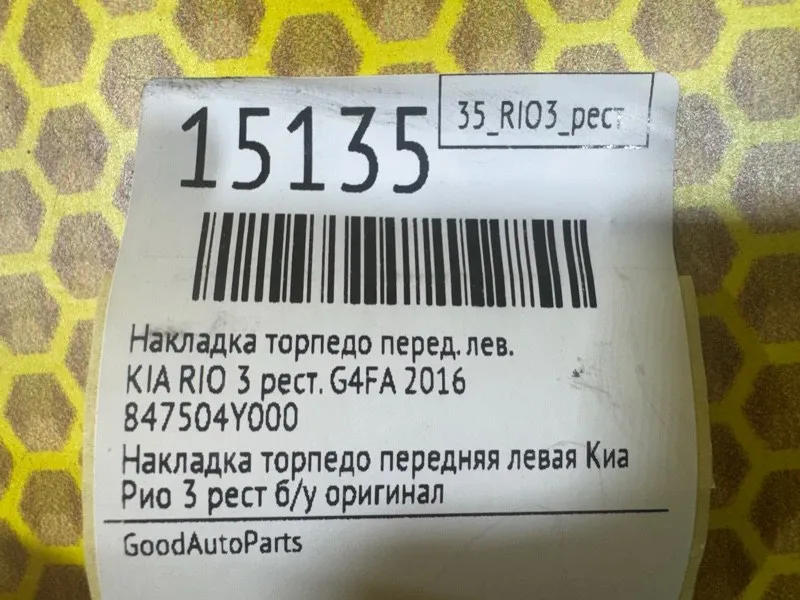 15135
35_RIO3_рест
Накладка торпедо перед. лев.
KIA RIO 3 рест. G4FA 2016
847504Y000
Накладка торпедо передняя левая Киа
Рио 3 рест б/у оригинал
GoodAutoParts